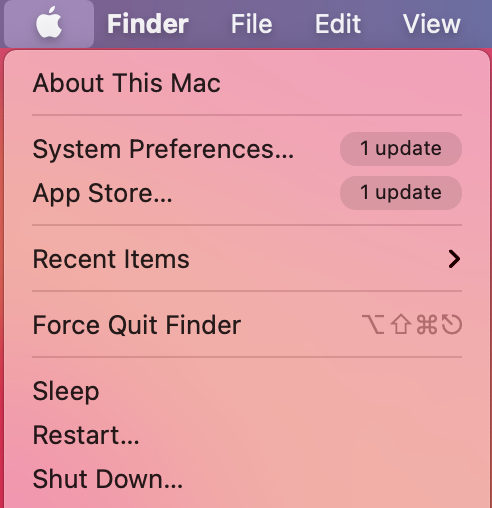 Finder File Edit View
About This Mac
System Preferences... 1 update
App Store... 1 update
Recent Items
Force Quit Finder ⌥⇧⌘⎋
Sleep
Restart...
Shut Down...